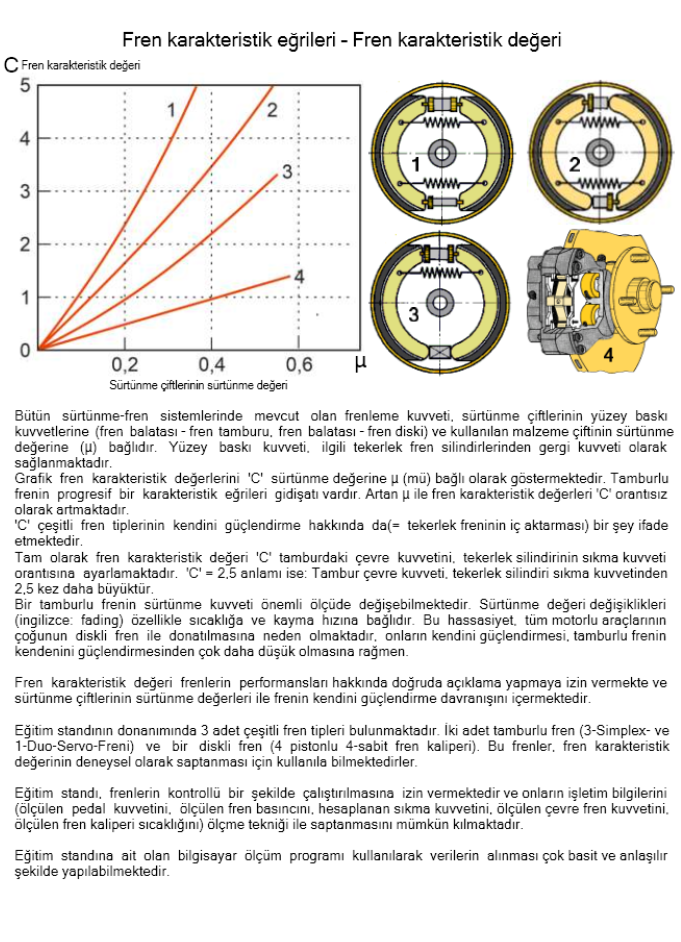 Fren karakteristik eğrileri - Fren karakteristik değeri
C Fren karakteristik değeri
5
4
3
2
1
0
1
2
3
4
0,2
0,4
0,6
µ
Sürtünme çiftlerinin sürtünme değeri
1
2
3
4
Bütün sürtünme-fren sistemlerinde mevcut olan frenleme kuvveti, sürtünme çiftlerinin yüzey baskı
kuvvetlerine (fren balatası - fren tamburu, fren balatası - fren diski) ve kullanılan malzeme çiftinin sürtünme
değerine (µ) bağlıdır. Yüzey baskı kuvveti, ilgili tekerlek fren silindirlerinden gergi kuvveti olarak
sağlanmaktadır.
Grafik fren karakteristik değerlerini 'C' sürtünme değerine µ (mü) bağlı olarak göstermektedir. Tamburlu
frenin progresif bir karakteristik eğrileri gidişatı vardır. Artan µ ile fren karakteristik değerleri 'C' orantısız
olarak artmaktadır.
'C' çeşitli fren tiplerinin kendini güçlendirme hakkında da(= tekerlek freninin iç aktarması) bir şey ifade
etmektedir.
Tam olarak fren karakteristik değeri 'C' tamburdaki çevre kuvvetini, tekerlek silindirinin sıkma kuvveti
orantısına ayarlamaktadır. 'C' = 2,5 anlamı ise: Tambur çevre kuvveti, tekerlek silindiri sıkma kuvvetinden
2,5 kez daha büyüktür.
Bir tamburlu frenin sürtünme kuvveti önemli ölçüde değişebilmektedir. Sürtünme değeri değişiklikleri
(ingilizce: fading) özellikle sıcaklığa ve kayma hızına bağlıdır. Bu hassasiyet, tüm motorlu araçlarının
çoğunun diskli fren ile donatılmasına neden olmaktadır, onların kendini güçlendirmesi, tamburlu frenin
kendenini güçlendirmesinden çok daha düşük olmasına rağmen.
Fren karakteristik değeri frenlerin performansları hakkında doğruda açıklama yapmaya izin vermekte ve
sürtünme çiftlerinin sürtünme değerleri ile frenin kendini güçlendirme davranışını içermektedir.
Eğitim standının donanımında 3 adet çeşitli fren tipleri bulunmaktadır. İki adet tamburlu fren (3-Simplex- ve
1-Duo-Servo-Freni) ve bir diskli fren (4 pistonlu 4-sabit fren kaliperi). Bu frenler, fren karakteristik
değerinin deneysel olarak saptanması için kullanıla bilmektedirler.
Eğitim standı, frenlerin kontrollü bir şekilde çalıştırılmasına izin vermektedir ve onların işletim bilgilerini
(ölçülen pedal kuvvetini, ölçülen fren basıncını, hesaplanan sıkma kuvvetini, ölçülen çevre fren kuvvetini,
ölçülen fren kaliperi sıcaklığını) ölçme tekniği ile saptanmasını mümkün kılmaktadır.
Eğitim standına ait olan bilgisayar ölçüm programı kullanılarak verilerin alınması çok basit ve anlaşılır
şekilde yapılabilmektedir.